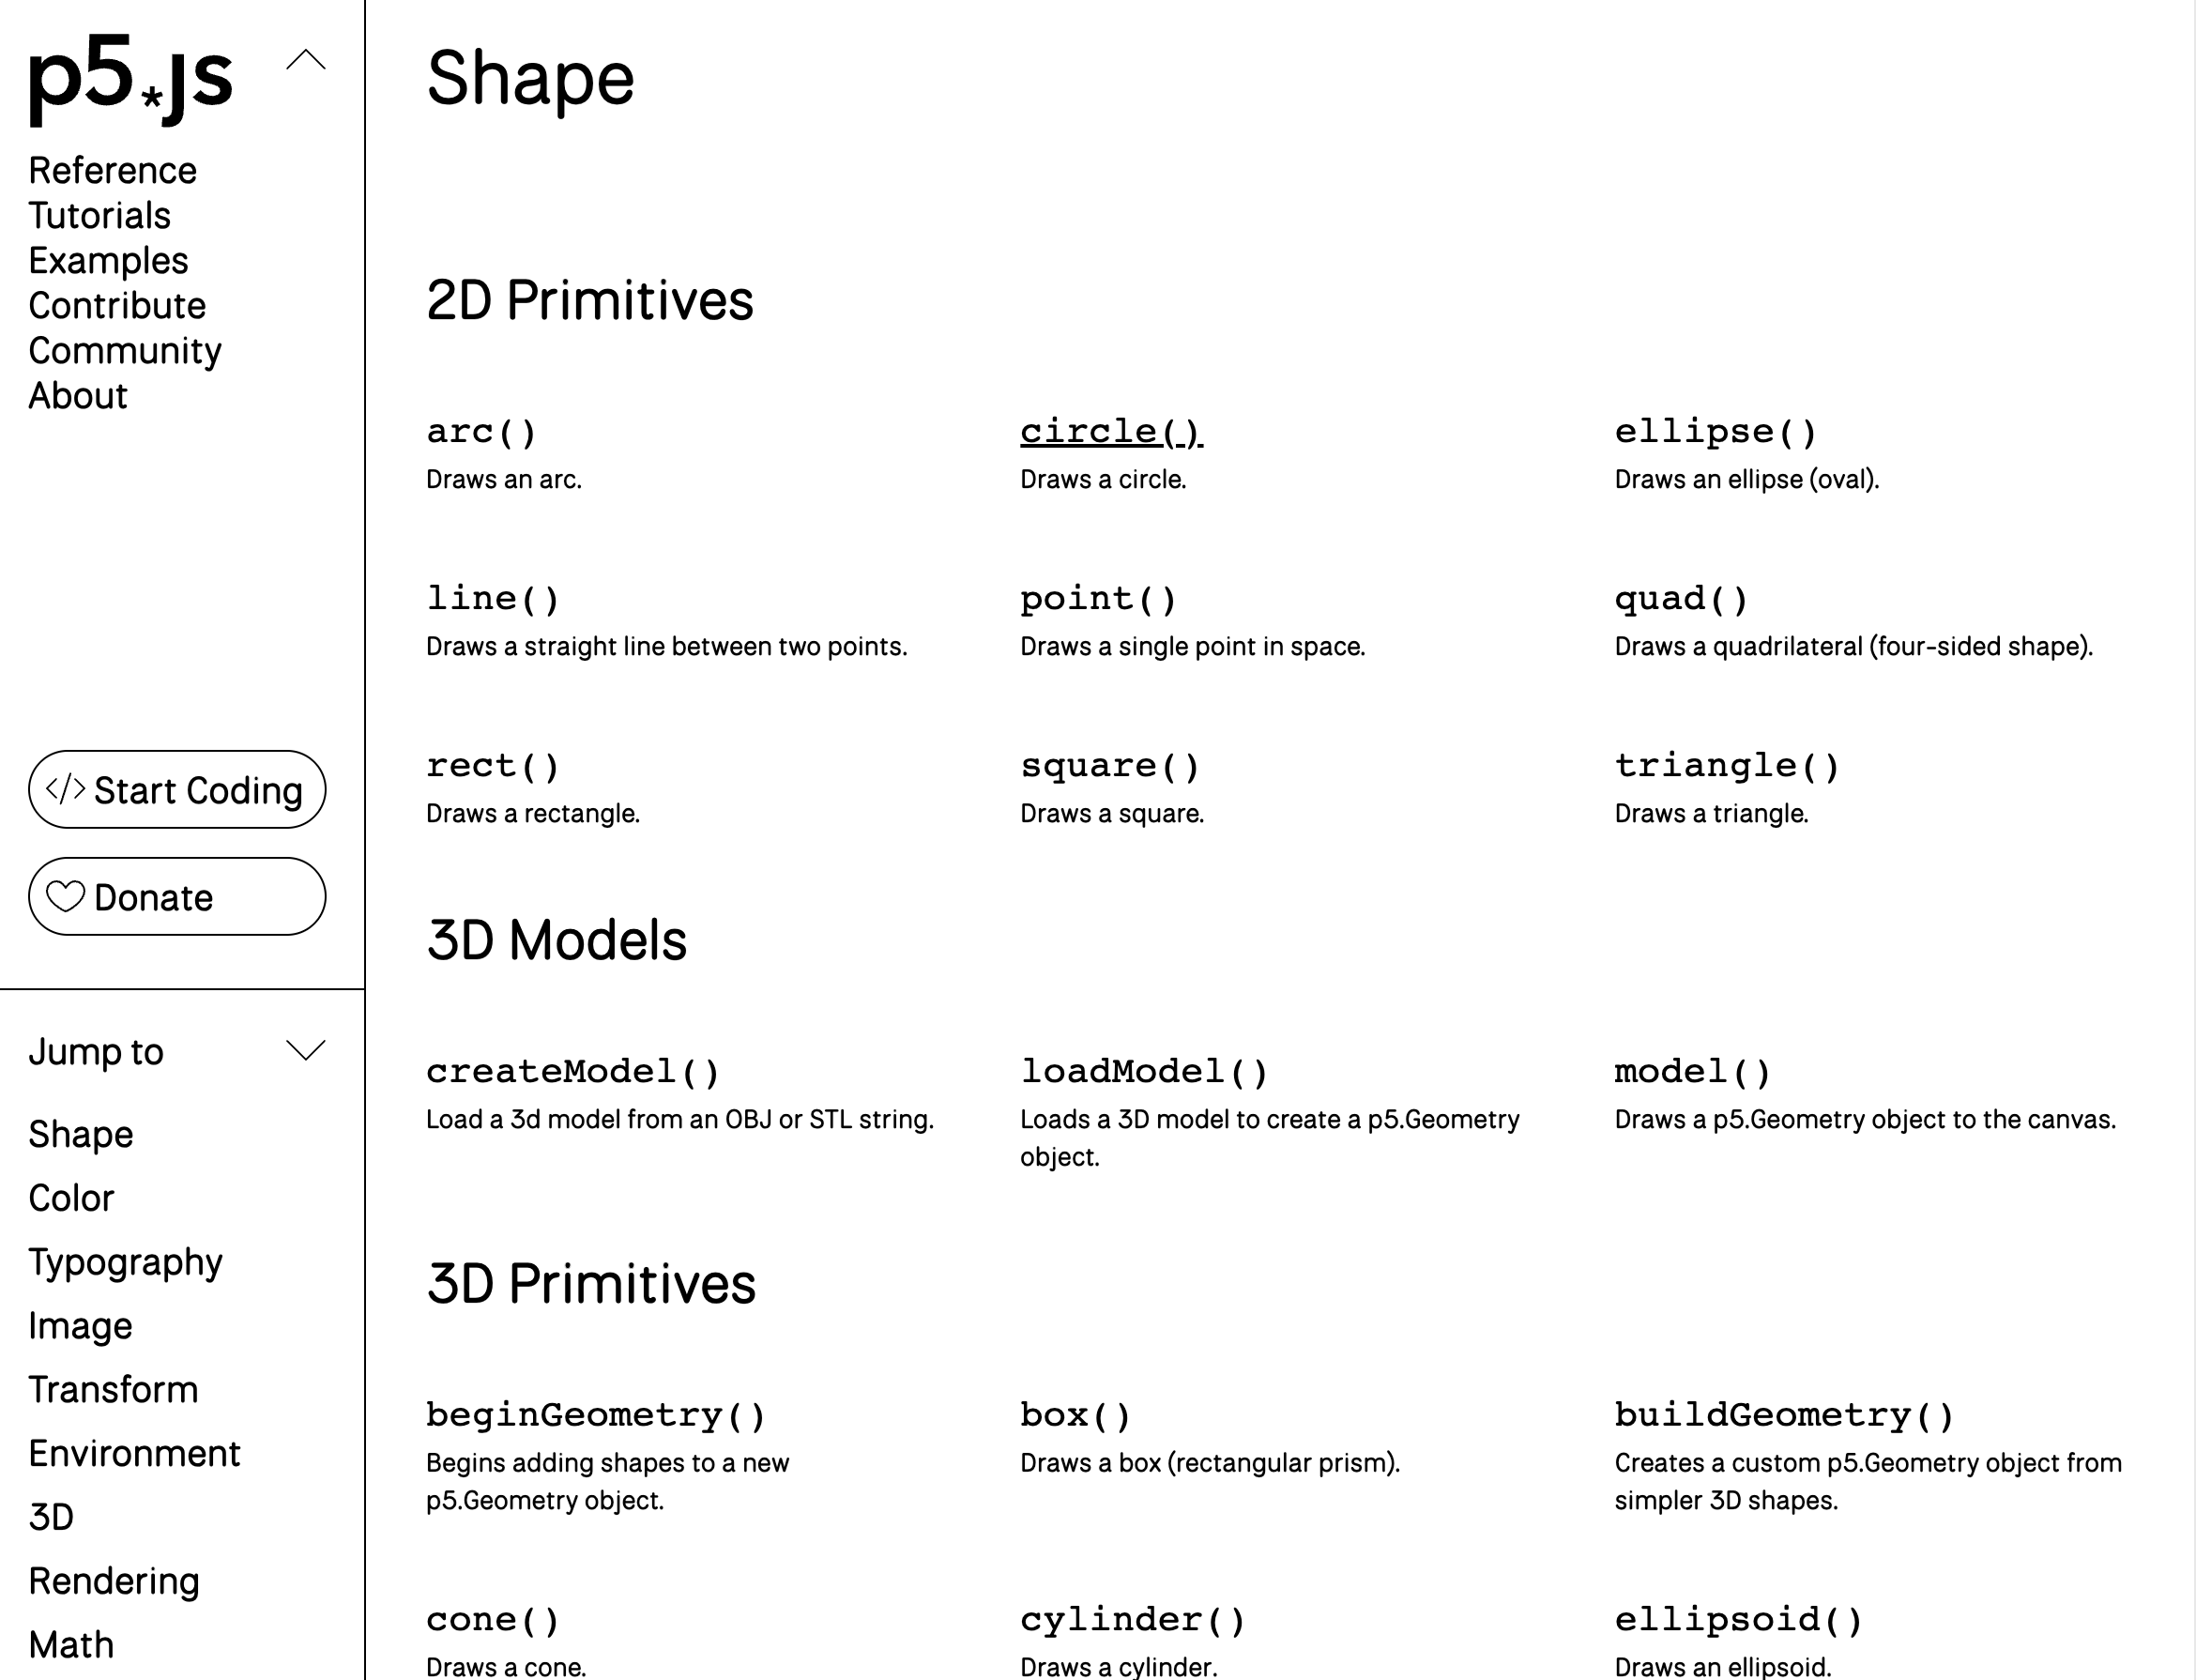 p5.js
Reference
Tutorials
Examples
Contribute
Community
About
</> Start Coding
Donate
Jump to
Shape
Color
Typography
Image
Transform
Environment
3D
Rendering
Math
Shape
2D Primitives
arc()
Draws an arc.
circle()
Draws a circle.
ellipse()
Draws an ellipse (oval).
line()
Draws a straight line between two points.
point()
Draws a single point in space.
quad()
Draws a quadrilateral (four-sided shape).
rect()
Draws a rectangle.
square()
Draws a square.
triangle()
Draws a triangle.
3D Models
createModel()
Load a 3d model from an OBJ or STL string.
loadModel()
Loads a 3D model to create a p5.Geometry
object.
model()
Draws a p5.Geometry object to the canvas.
3D Primitives
beginGeometry()
Begins adding shapes to a new
p5.Geometry object.
box()
Draws a box (rectangular prism).
buildGeometry()
Creates a custom p5.Geometry object from
simpler 3D shapes.
cone()
Draws a cone.
cylinder()
Draws a cylinder.
ellipsoid()
Draws an ellipsoid.